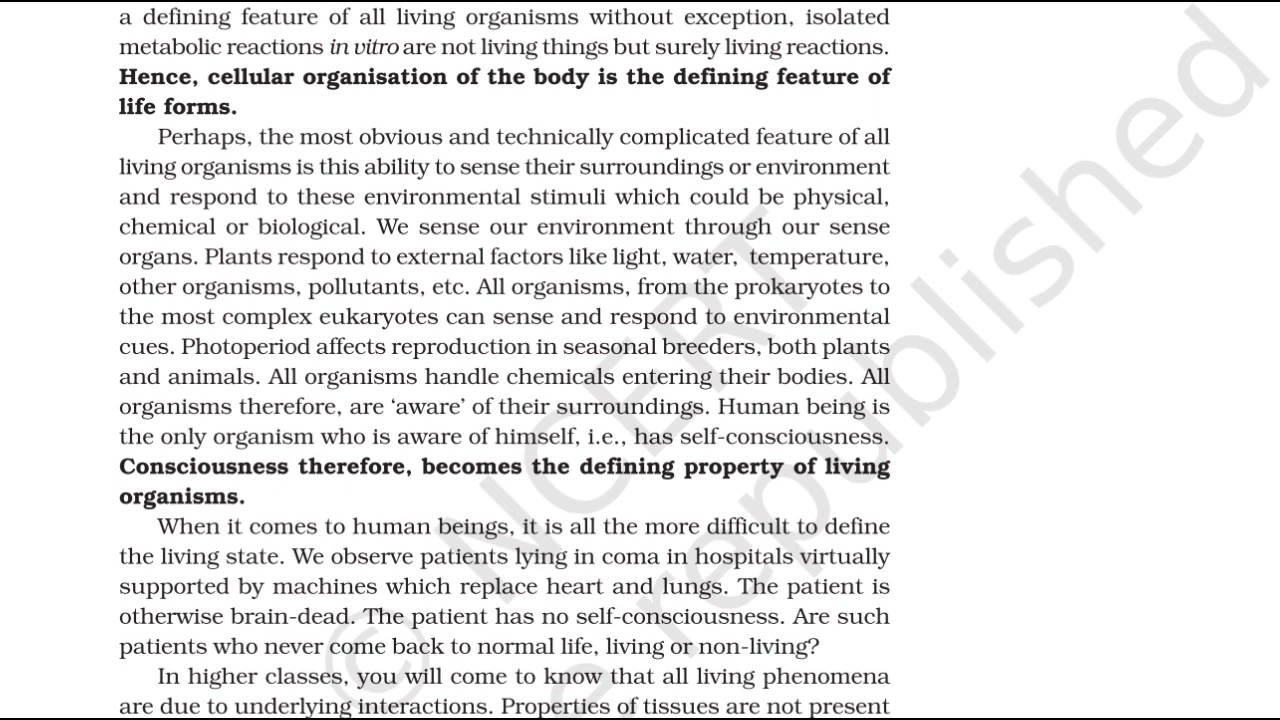 a defining feature of all living organisms without exception, isolated
metabolic reactions in vitro are not living things but surely living reactions.
Hence, cellular organisation of the body is the defining feature of
life forms.
Perhaps, the most obvious and technically complicated feature of all
living organisms is this ability to sense their surroundings or environment
and respond to these environmental stimuli which could be physical,
chemical or biological. We sense our environment through our sense
organs. Plants respond to external factors like light, water, temperature,
other organisms, pollutants, etc. All organisms, from the prokaryotes to
the most complex eukaryotes can sense and respond to environmental
cues. Photoperiod affects reproduction in seasonal breeders, both plants
and animals. All organisms handle chemicals entering their bodies. All
organisms therefore, are ‘aware’ of their surroundings. Human being is
the only organism who is aware of himself, i.e., has self-consciousness.
Consciousness therefore, becomes the defining property of living
organisms.
When it comes to human beings, it is all the more difficult to define
the living state. We observe patients lying in coma in hospitals virtually
supported by machines which replace heart and lungs. The patient is
otherwise brain-dead. The patient has no self-consciousness. Are such
patients who never come back to normal life, living or non-living?
In higher classes, you will come to know that all living phenomena
are due to underlying interactions. Properties of tissues are not present
© NCERT
e republished